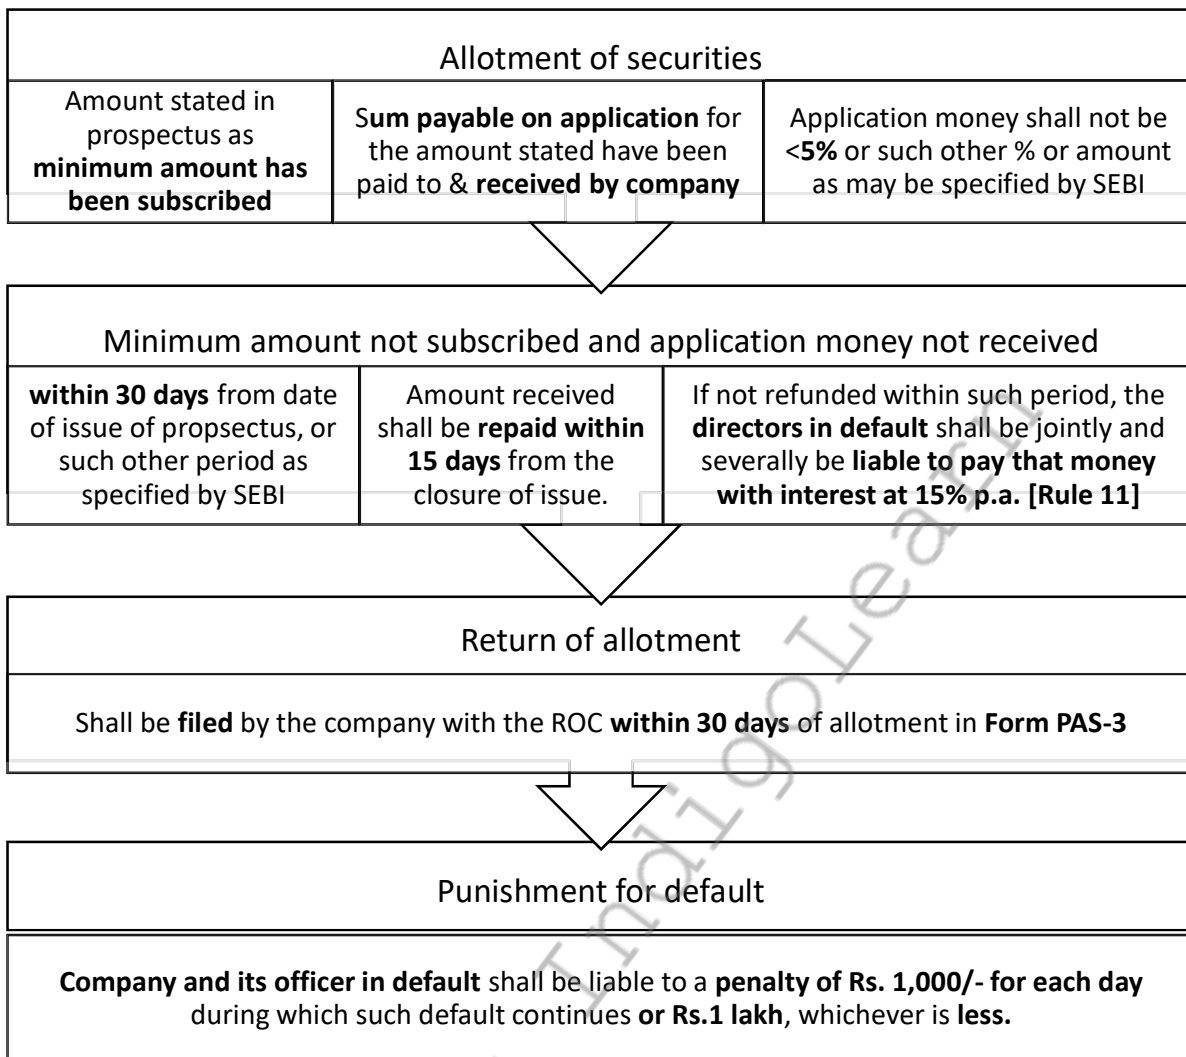 Allotment of securities
Amount stated in
prospectus as
minimum amount has
been subscribed
Sum payable on application for
the amount stated have been
paid to & received by company
Application money shall not be
<5% or such other % or amount
as may be specified by SEBI
Minimum amount not subscribed and application money not received
within 30 days from date
of issue of propsectus, or
such other period as
specified by SEBI
Amount received
shall be repaid within
15 days from the
closure of issue.
If not refunded within such period, the
directors in default shall be jointly and
severally be liable to pay that money
with interest at 15% p.a. [Rule 11]
Return of allotment
Shall be filed by the company with the ROC within 30 days of allotment in Form PAS-3
Punishment for default
Company and its officer in default shall be liable to a penalty of Rs. 1,000/- for each day
during which such default continues or Rs.1 lakh, whichever is less.
IndigoLearn